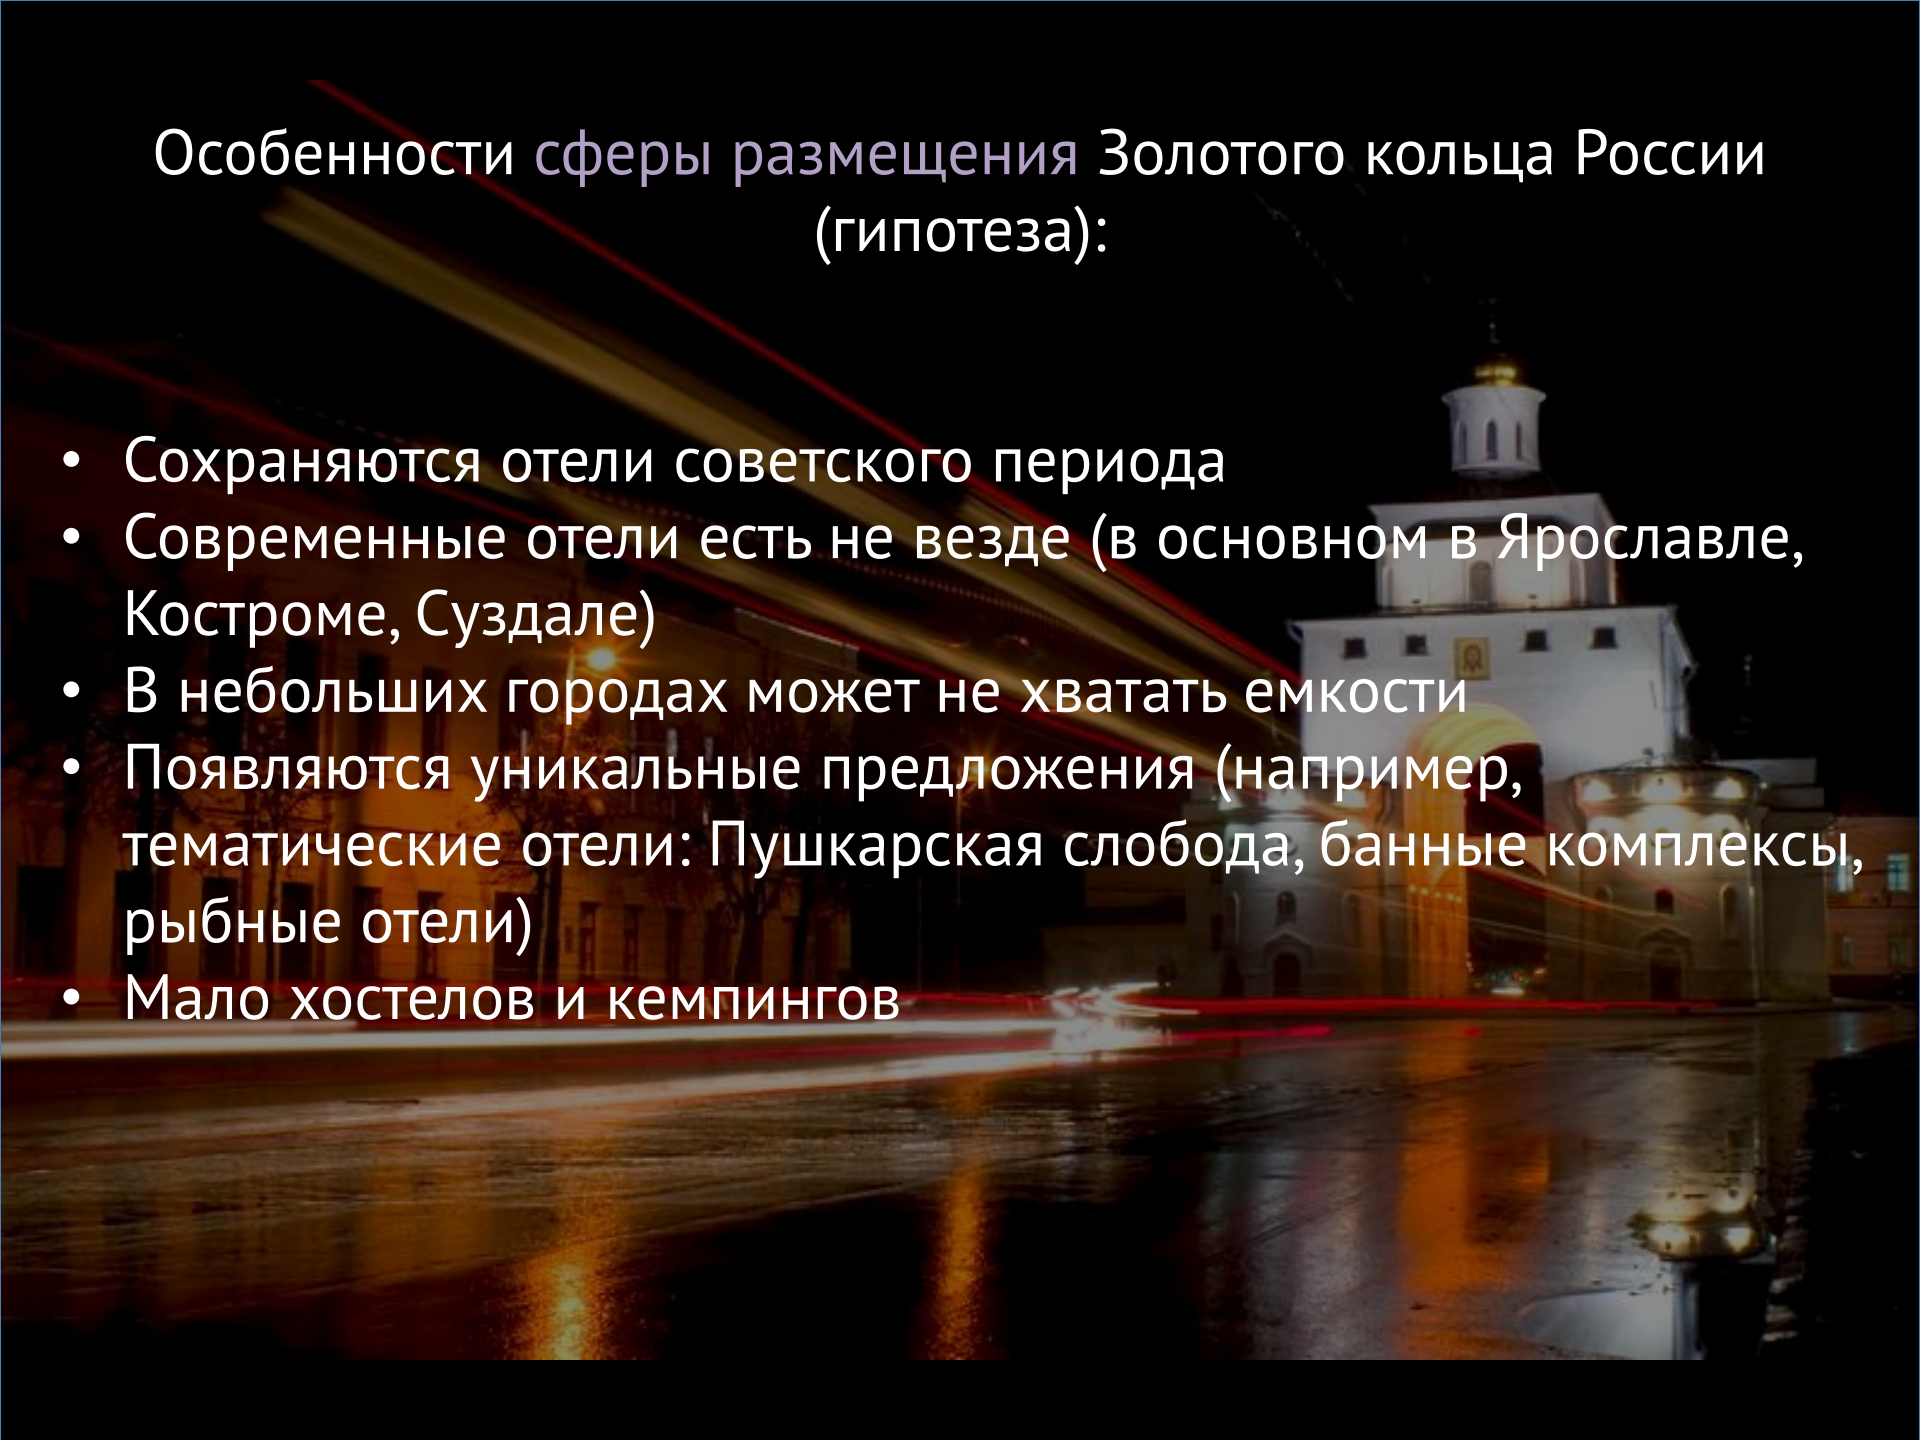 Особенности сферы размещения Золотого кольца России
(гипотеза):
• Сохраняются отели советского периода
• Современные отели есть не везде (в основном в Ярославле,
Костроме, Суздале)
• В небольших городах может не хватать емкости
• Появляются уникальные предложения (например,
тематические отели: Пушкарская слобода, банные комплексы,
рыбные отели)
• Мало хостелов и кемпингов